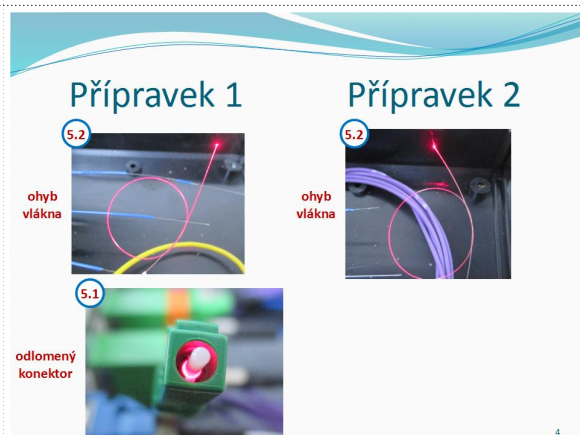 Přípravek 1
Přípravek 2
5.2
ohyb
vlákna
5.2
ohyb
vlákna
5.1
odlomený
konektor
4